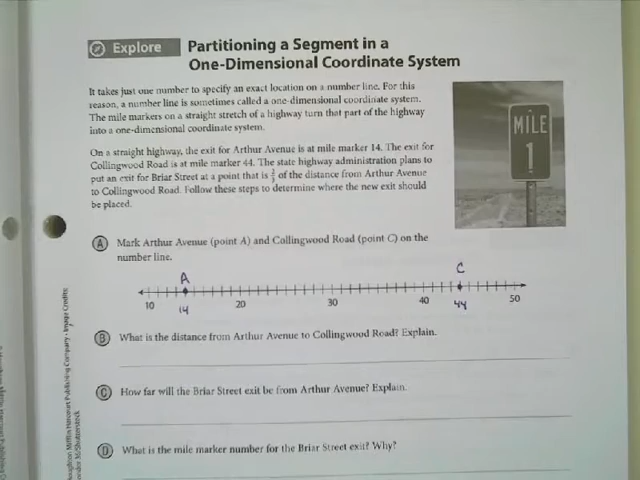 Explore
Partitioning a Segment in a
One-Dimensional Coordinate System
It takes just one number to specify an exact location on a number line. For this
reason, a number line is sometimes called a one-dimensional coordinate system.
The mile markers on a straight stretch of a highway turn that part of the highway
into a one-dimensional coordinate system.
On a straight highway, the exit for Arthur Avenue is at mile marker 14. The exit for
Collingwood Road is at mile marker 44. The state highway administration plans to
put an exit for Briar Street at a point that is of the distance from Arthur Avenue
to Collingwood Road. Follow these steps to determine where the new exit should
be placed.
MILE
1
A Mark Arthur Avenue (point A) and Collingwood Road (point C) on the
number line.
A C
10 14 20 30 40 44 50
B What is the distance from Arthur Avenue to Collingwood Road? Explain.
C How far will the Briar Street exit be from Arthur Avenue? Explain.
D What is the mile marker number for the Briar Street exit? Why?
Mifflin Harcourt Publishing Company • Image Credits: